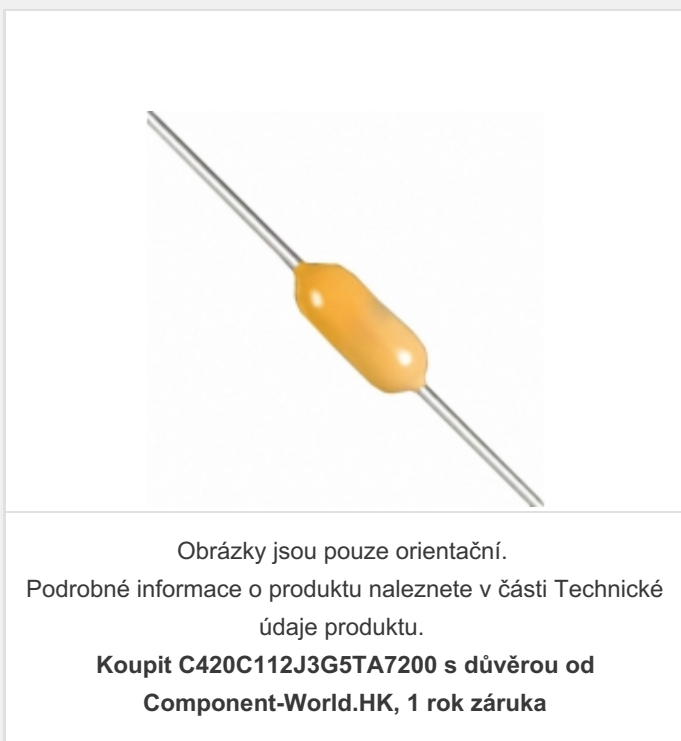 Obrázky jsou pouze orientační.
Podrobné informace o produktu naleznete v části Technické
údaje produktu.
Koupit C420C112J3G5TA7200 s důvěrou od
Component-World.HK, 1 rok záruka